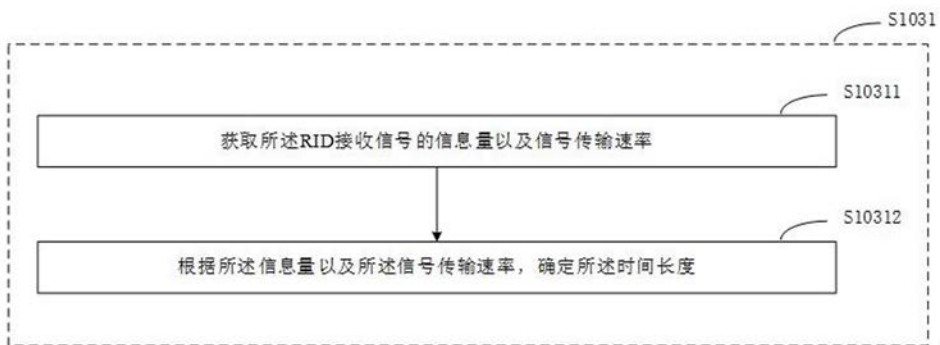 S1031
S10311
获取所述RID接收信号的信息量以及信号传输速率
S10312
根据所述信息量以及所述信号传输速率，确定所述时间长度